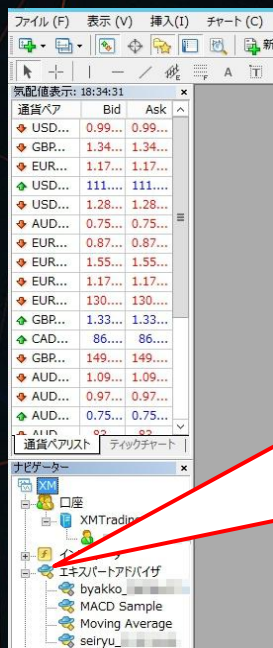 ファイル (F) 表示 (V) 挿入(I) チャート (C)
新
A T
気配値表示: 18:34:31
通貨ペア Bid Ask
USD... 0.99... 0.99...
GBP... 1.34... 1.34...
EUR... 1.17... 1.17...
USD... 111.... 111....
USD... 1.28... 1.28...
AUD... 0.75... 0.75...
EUR... 0.87... 0.87...
EUR... 1.55... 1.55...
EUR... 1.17... 1.17...
EUR... 130.... 130....
GBP... 1.33... 1.33...
CAD... 86.... 86....
GBP... 149.... 149....
AUD... 1.09... 1.09...
AUD... 0.97... 0.97...
AUD... 0.75... 0.75...
AUD 83 83
通貨ペアリスト ティックチャート
ナビゲーター
XM
口座
XMTradin
エキスパートアドバイザ
byakko_
MACD Sample
Moving Average
seiryu_